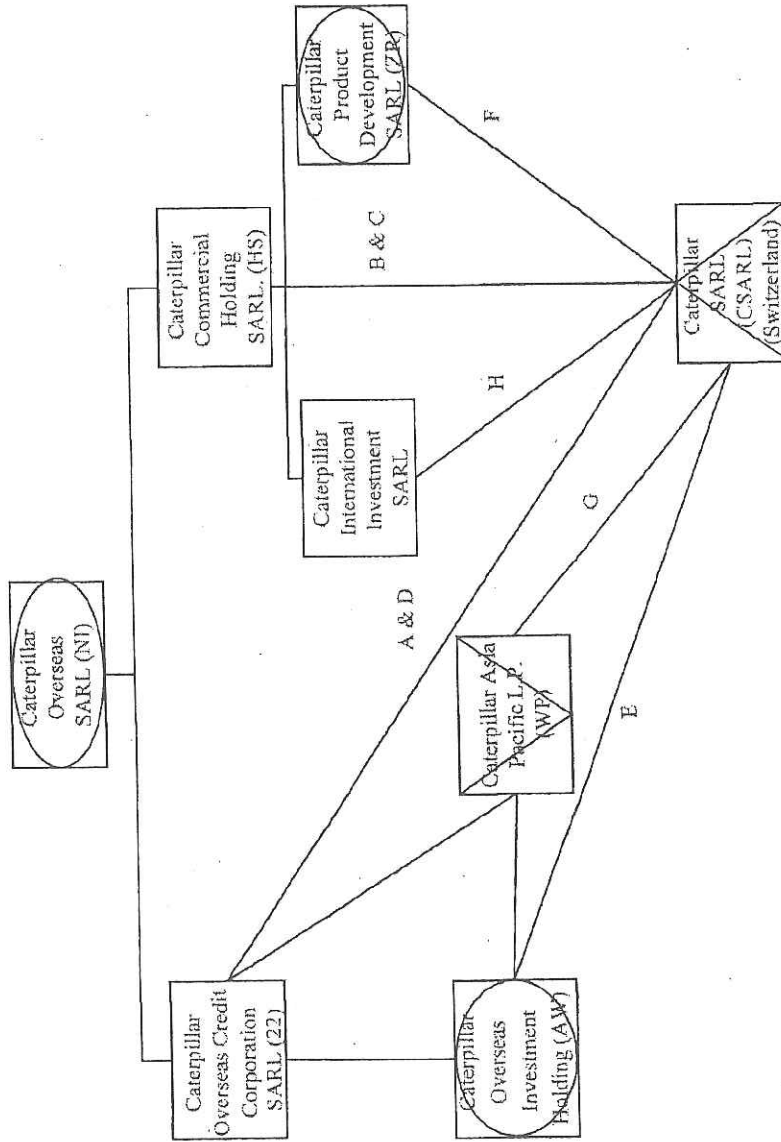 Caterpillar
Overseas
SARL (NI)
Caterpillar
Overseas Credit
Corporation
SARL (22)
Caterpillar
Commercial
Holding
SARL. (HS)
Caterpillar
Overseas
Investment
Holding (AW)
Caterpillar Asia
Pacific L.P.
(WP)
Caterpillar
International
Investment
SARL
Caterpillar
Product
Development
SARL (ZR)
A & D
B & C
H
F
G
E
Caterpillar
SARL
(CSARL)
(Switzerland)